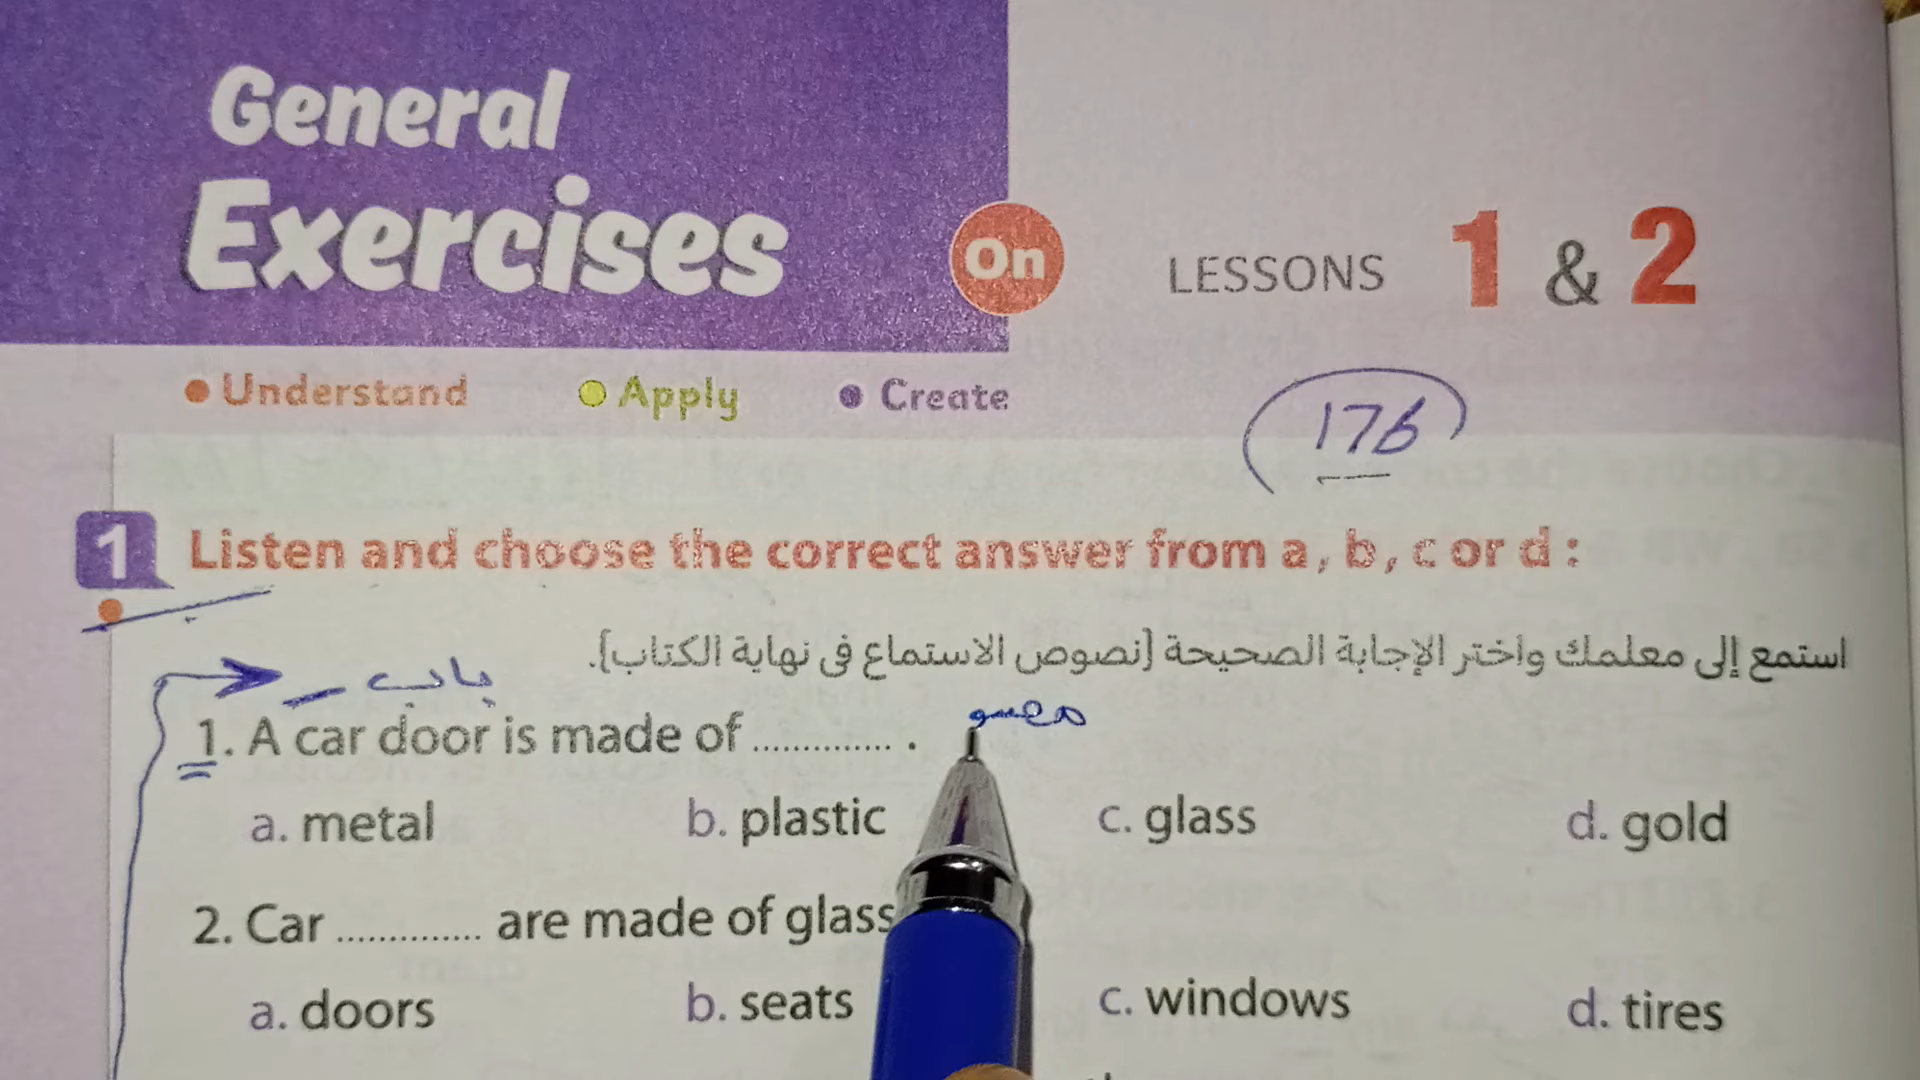 General
Exercises
On
LESSONS 1 & 2
Understand
Apply
Create
176
1 Listen and choose the correct answer from a, b, c or d :
استمع إلى معلمك واختر الإجابة الصحيحة (نصوص الاستماع فى نهاية الكتاب).
باب
1. A car door is made of .............. .
a. metal b. plastic c. glass d. gold
2. Car .............. are made of glass
a. doors b. seats c. windows d. tires